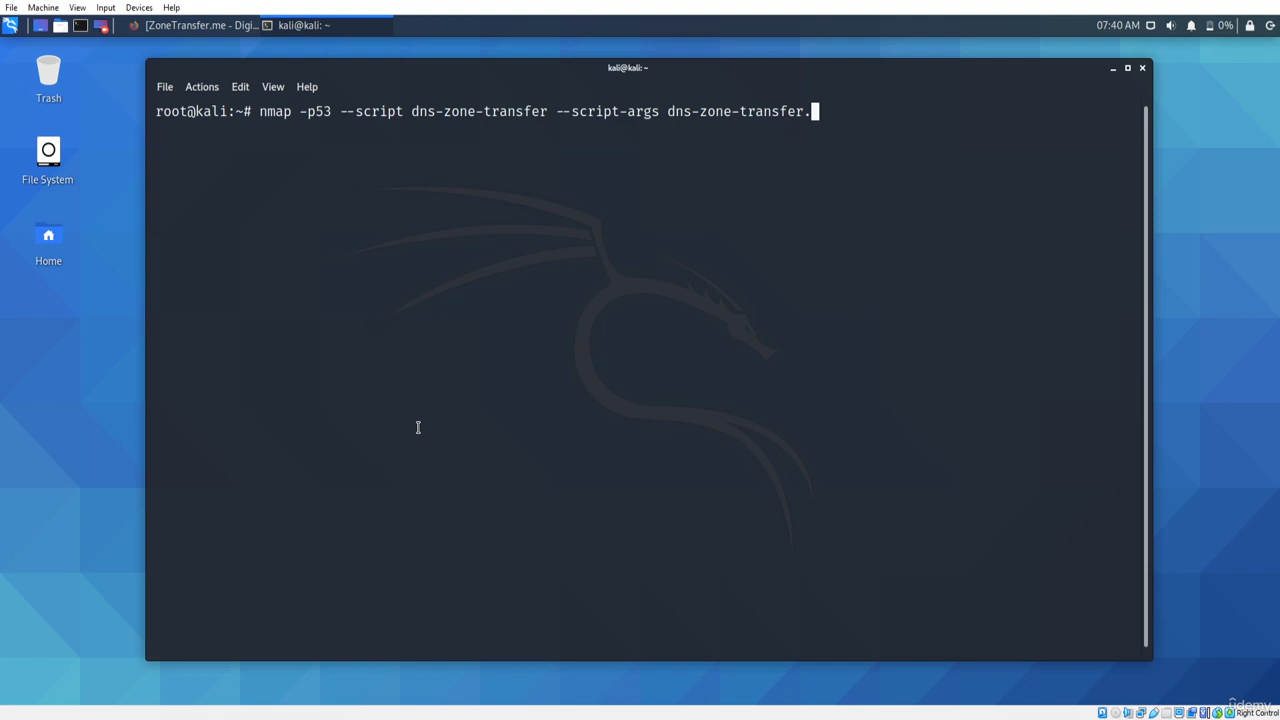 File Machine View Input Devices Help
[ZoneTransfer.me - Digi... kali@kali: ~ 07:40 AM 0%
kali@kali: ~
File Actions Edit View Help
root@kali:~# nmap -p53 --script dns-zone-transfer --script-args dns-zone-transfer.
Trash
File System
Home
udemy
Right Control